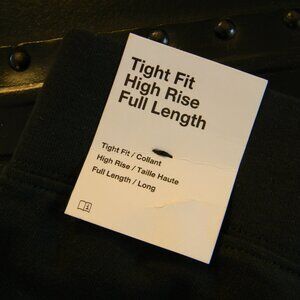 Tight Fit
High Rise
Full Length
Tight Fit / Collant
High Rise / Taille Haute
Full Length / Long